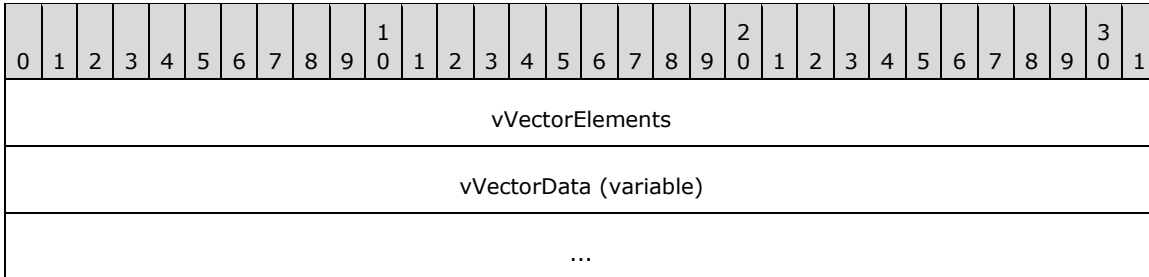 1 2 3
0 1 2 3 4 5 6 7 8 9 0 1 2 3 4 5 6 7 8 9 0 1 2 3 4 5 6 7 8 9 0 1
vVectorElements
vVectorData (variable)
...